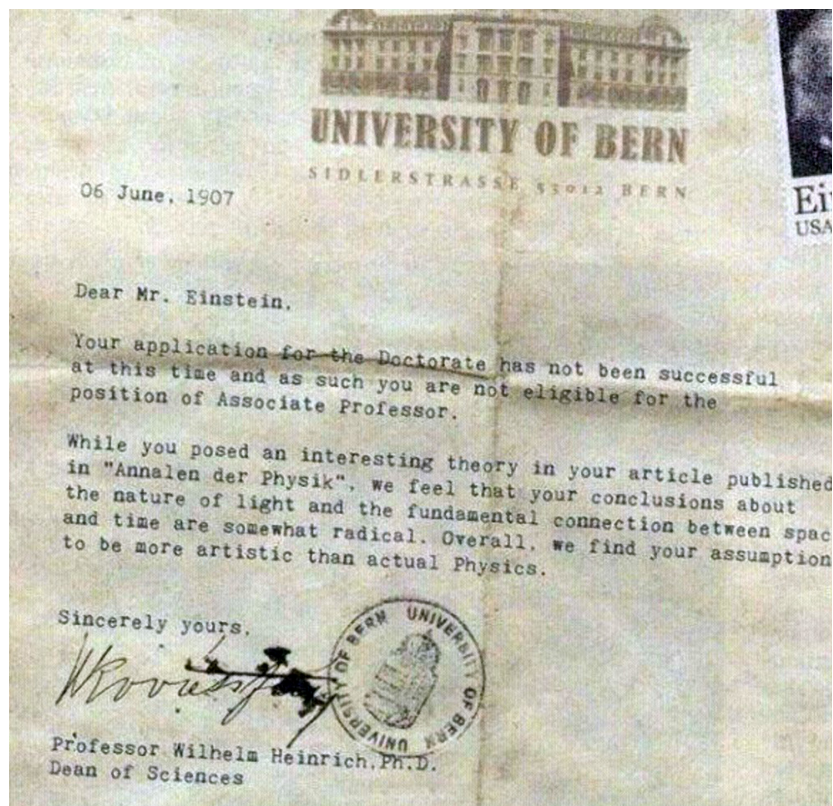 UNIVERSITY OF BERN
SIDLERSTRASSE 53012 BERN
Ei
USA
06 June, 1907
Dear Mr. Einstein,
Your application for the Doctorate has not been successful
at this time and as such you are not eligible for the
position of Associate Professor.
While you posed an interesting theory in your article published
in "Annalen der Physik", we feel that your conclusions about
the nature of light and the fundamental connection between spac
and time are somewhat radical. Overall, we find your assumption
to be more artistic than actual Physics.
Sincerely yours,
UNIVERSITY OF BERN UNIVERSITY OF BERN
Professor Wilhelm Heinrich,Ph.D.
Dean of Sciences